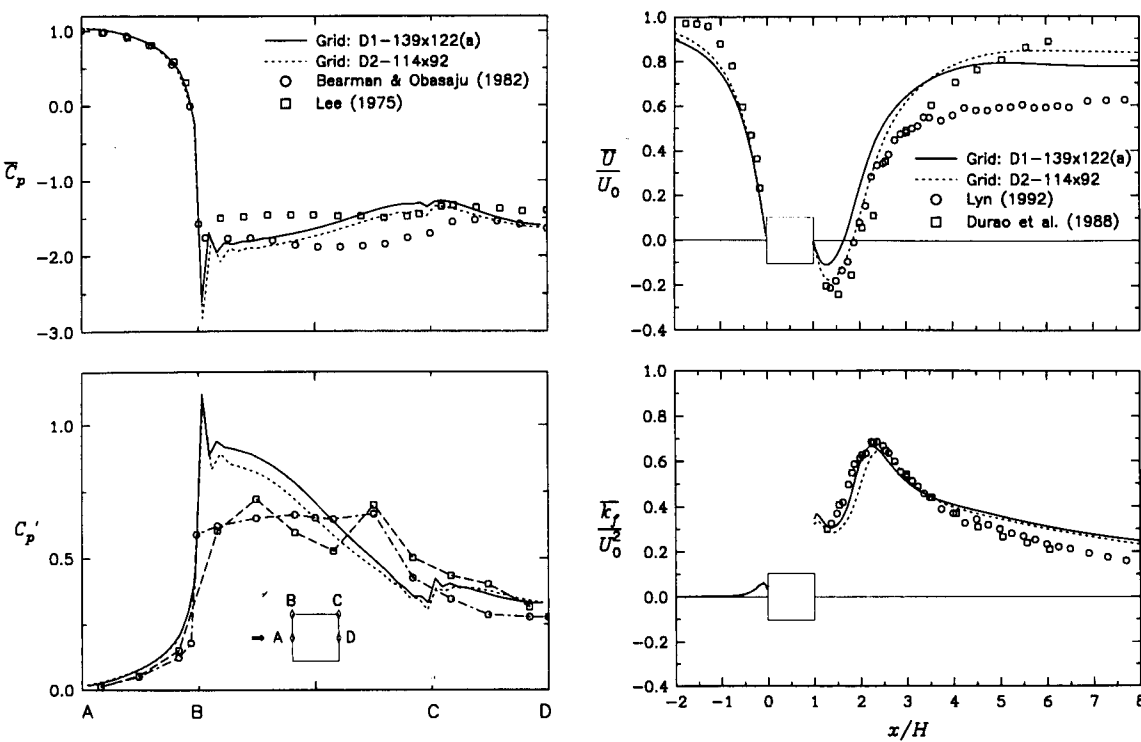 1.0
0.0
−1.0
−2.0
−3.0
C̅p
Grid: D1−139x122(a)
Grid: D2−114x92
Bearman & Obasaju (1982)
Lee (1975)
1.0
0.8
0.6
0.4
0.2
0.0
−0.2
−0.4
U̅
U0
Grid: D1−139x122(a)
Grid: D2−114x92
Lyn (1992)
Durao et al. (1988)
1.0
0.5
0.0
Cp'
B C
A D
A B C D
1.0
0.8
0.6
0.4
0.2
0.0
−0.2
−0.4
k̅f
U0²
−2 −1 0 1 2 3 4 5 6 7 8
x/H